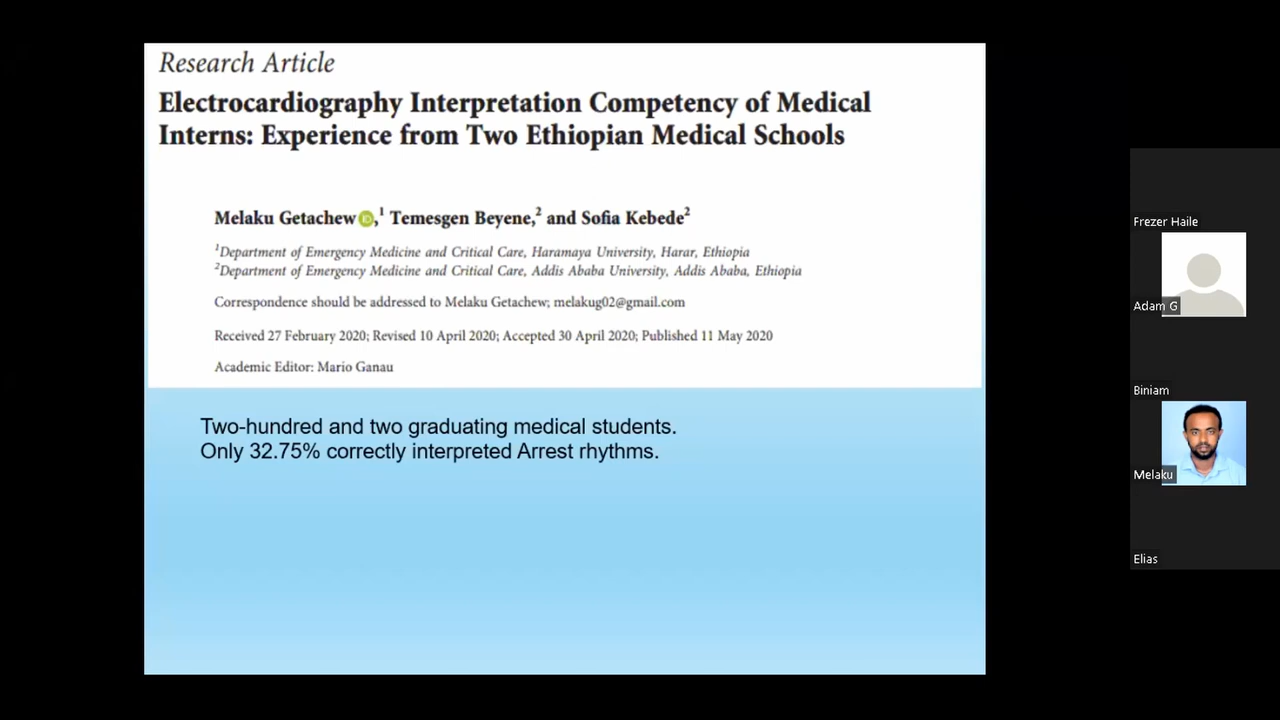 Research Article
Electrocardiography Interpretation Competency of Medical
Interns: Experience from Two Ethiopian Medical Schools
Melaku Getachew iD,1 Temesgen Beyene,2 and Sofia Kebede2
1Department of Emergency Medicine and Critical Care, Haramaya University, Harar, Ethiopia
2Department of Emergency Medicine and Critical Care, Addis Ababa University, Addis Ababa, Ethiopia
Correspondence should be addressed to Melaku Getachew; melakug02@gmail.com
Received 27 February 2020; Revised 10 April 2020; Accepted 30 April 2020; Published 11 May 2020
Academic Editor: Mario Ganau
Two-hundred and two graduating medical students.
Only 32.75% correctly interpreted Arrest rhythms.
Frezer Haile
Adam G
Biniam
Melaku
Elias